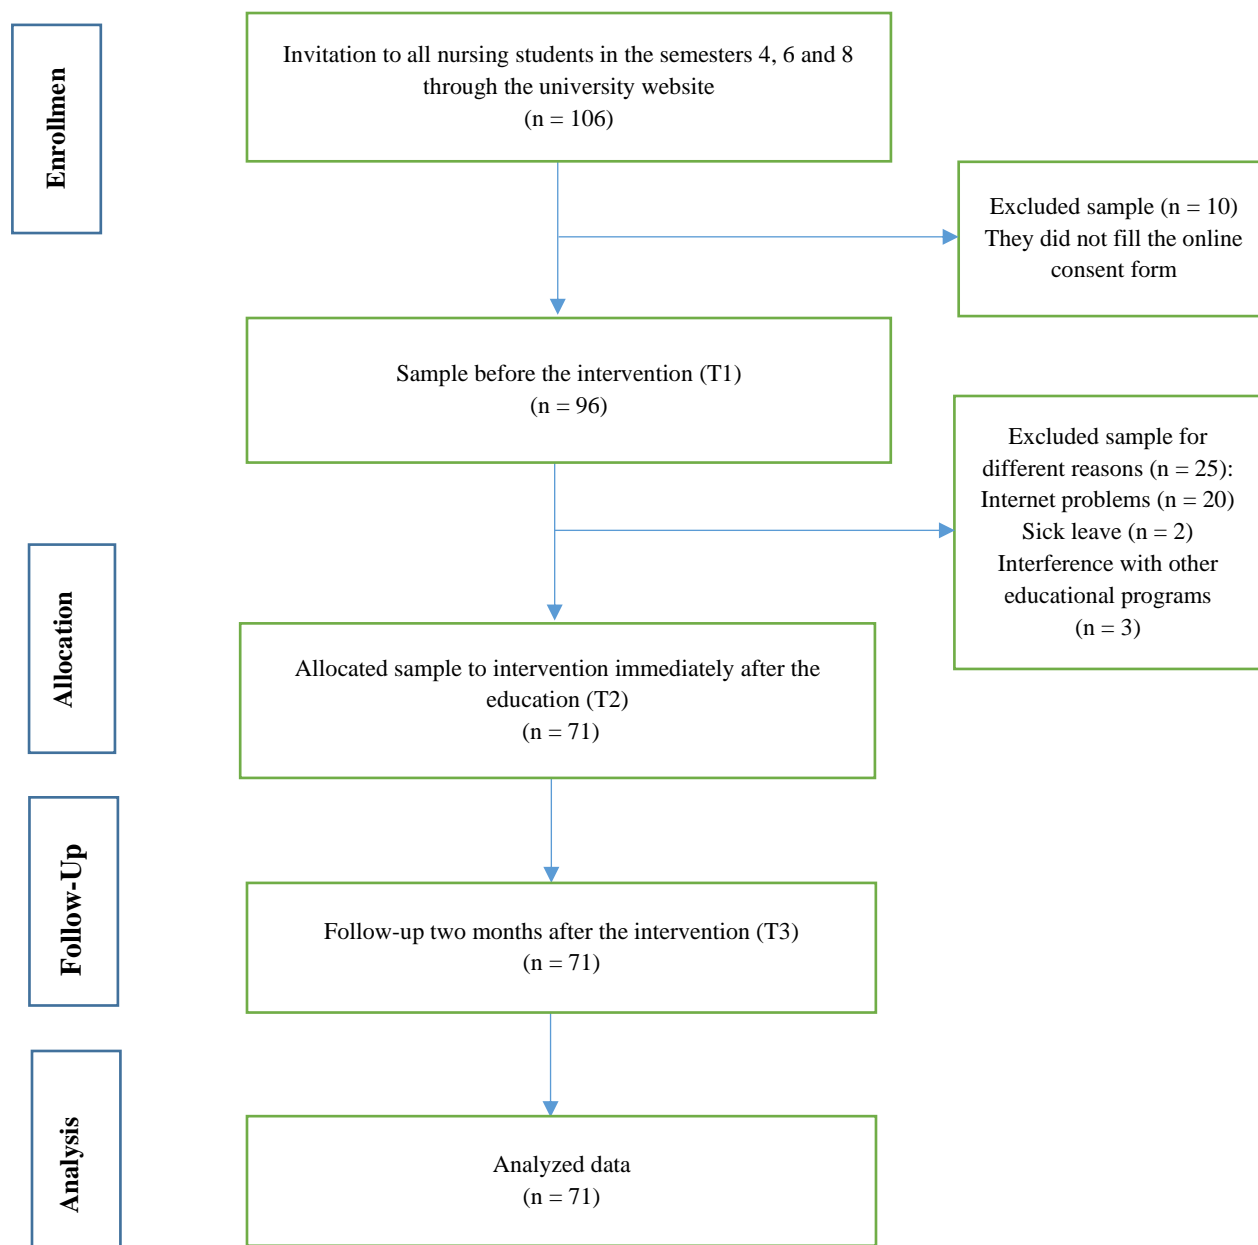 Enrollmen
Invitation to all nursing students in the semesters 4, 6 and 8
through the university website
(n = 106)
Excluded sample (n = 10)
They did not fill the online
consent form
Sample before the intervention (T1)
(n = 96)
Excluded sample for
different reasons (n = 25):
Internet problems (n = 20)
Sick leave (n = 2)
Interference with other
educational programs
(n = 3)
Allocation
Allocated sample to intervention immediately after the
education (T2)
(n = 71)
Follow-Up
Follow-up two months after the intervention (T3)
(n = 71)
Analysis
Analyzed data
(n = 71)